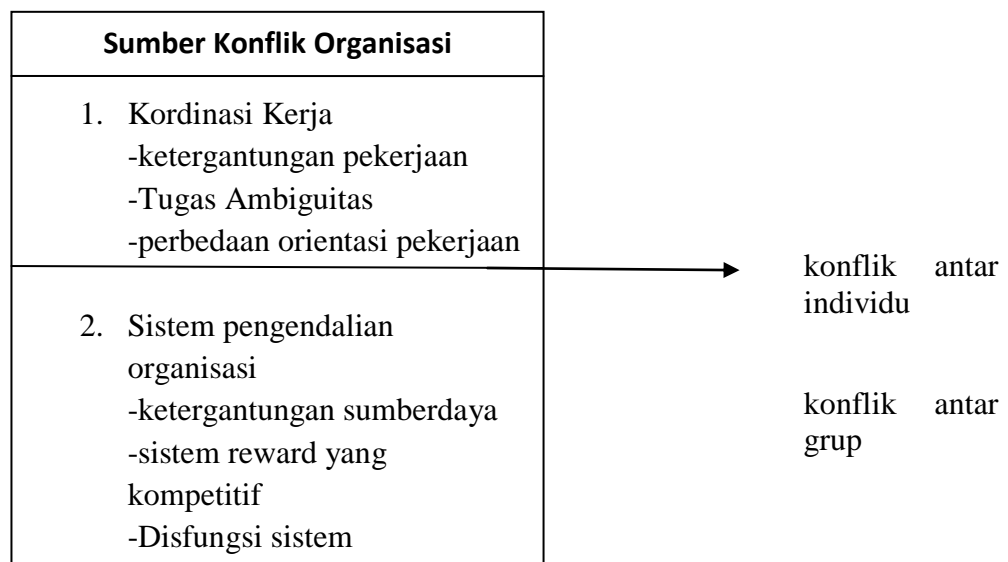 Sumber Konflik Organisasi
1. Kordinasi Kerja
-ketergantungan pekerjaan
-Tugas Ambiguitas
-perbedaan orientasi pekerjaan
2. Sistem pengendalian
organisasi
-ketergantungan sumberdaya
-sistem reward yang
kompetitif
-Disfungsi sistem
konflik antar
individu
konflik antar
grup